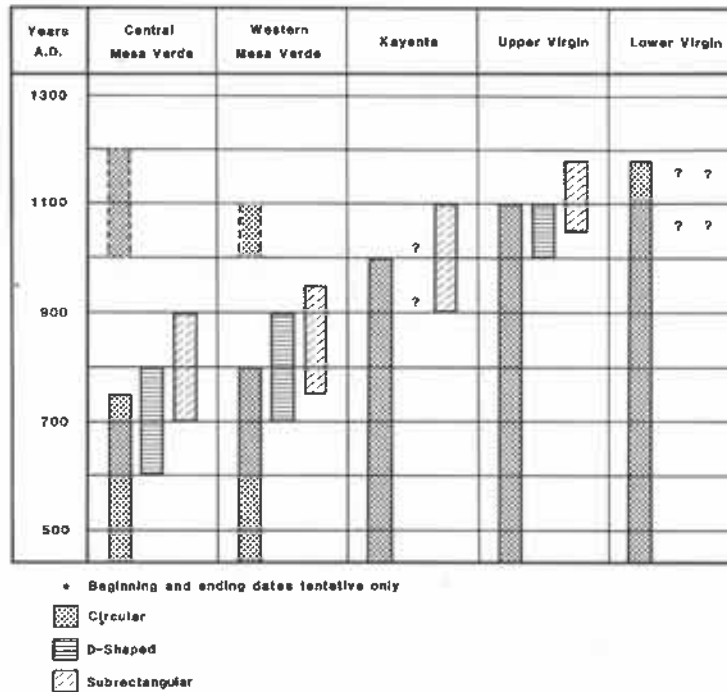 Years A.D. Central Mesa Verde Western Mesa Verde Kayenta Upper Virgin Lower Virgin
1300
? ?
1100
? ? ?
900 ?
700
500
* Beginning and ending dates tentative only
Circular
D-Shaped
Subrectangular